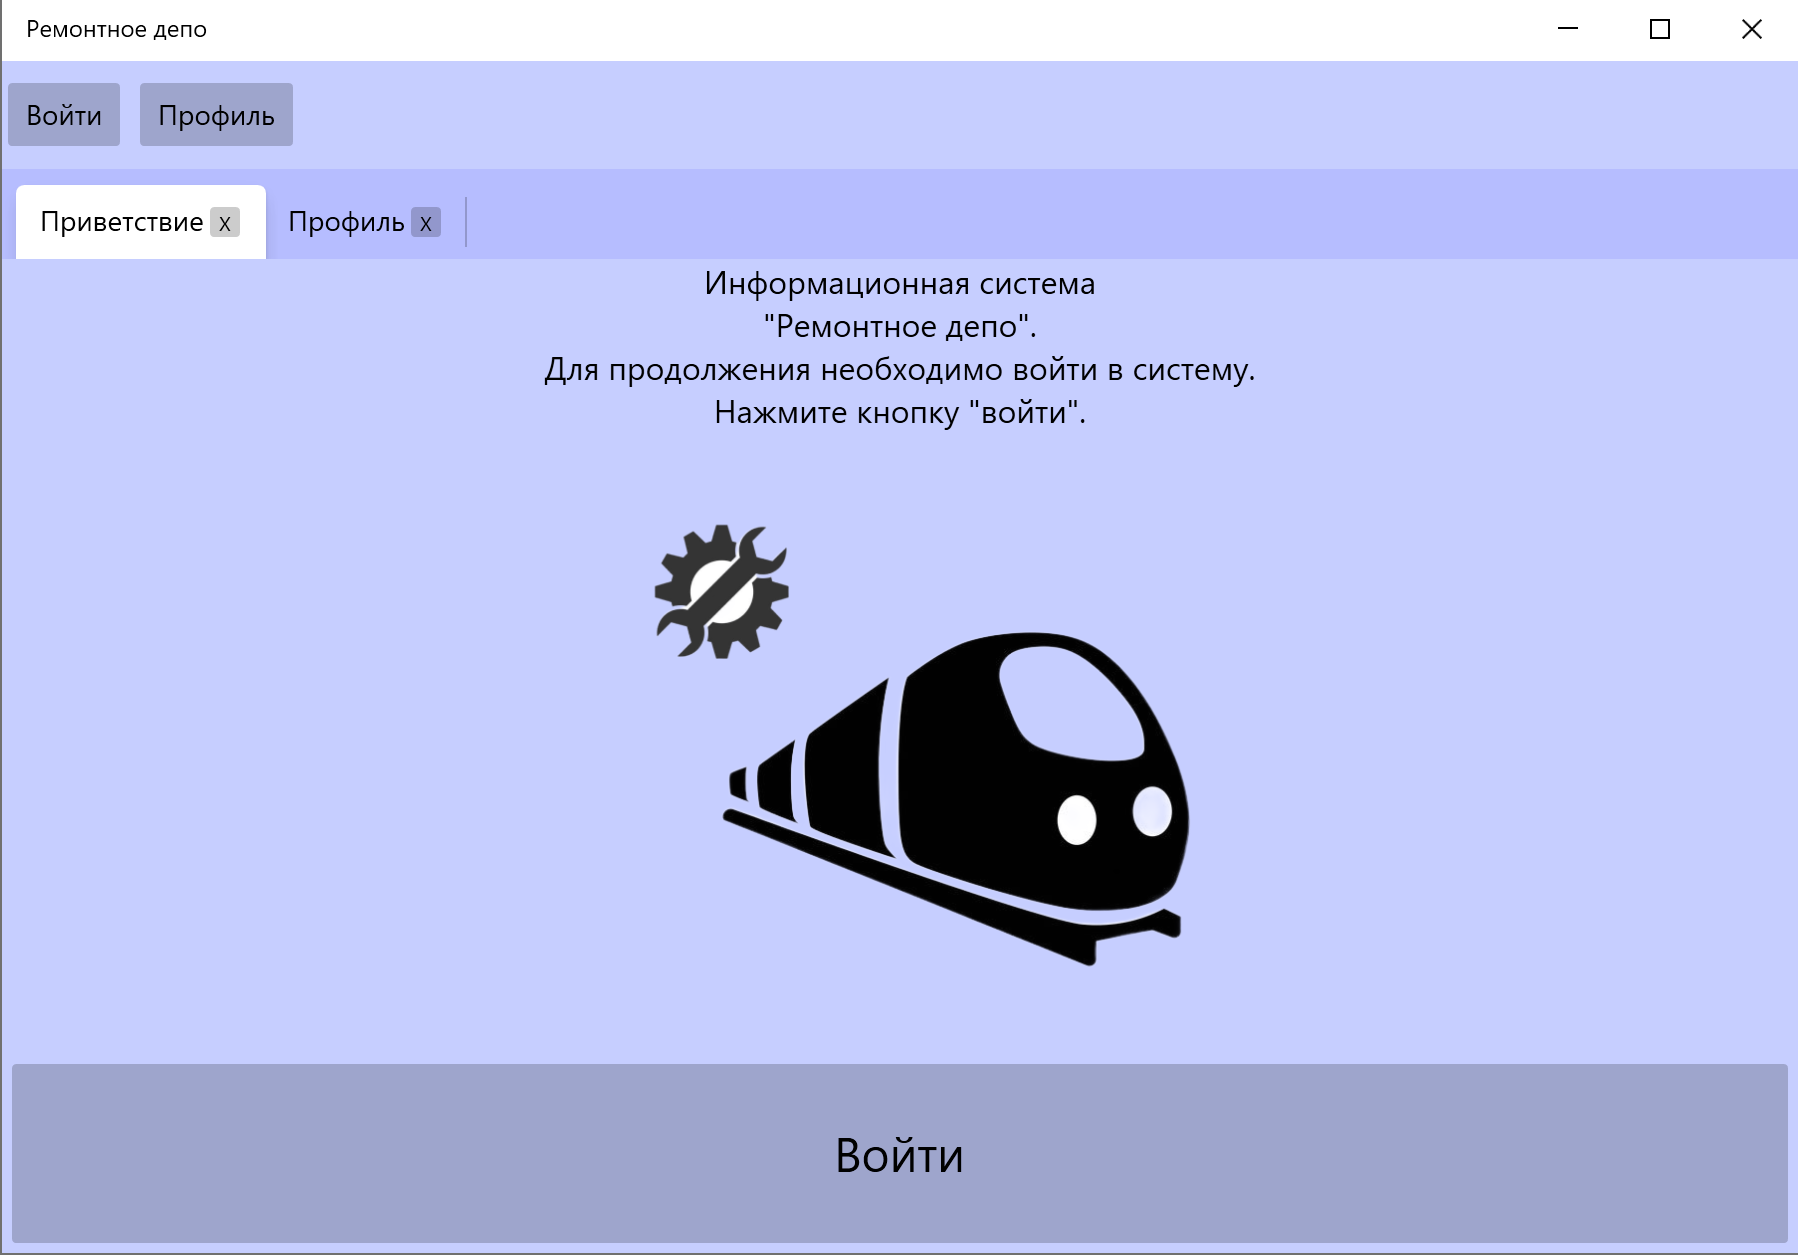 Ремонтное депо
Войти Профиль
Приветствие x Профиль x
Информационная система
"Ремонтное депо".
Для продолжения необходимо войти в систему.
Нажмите кнопку "войти".
Войти